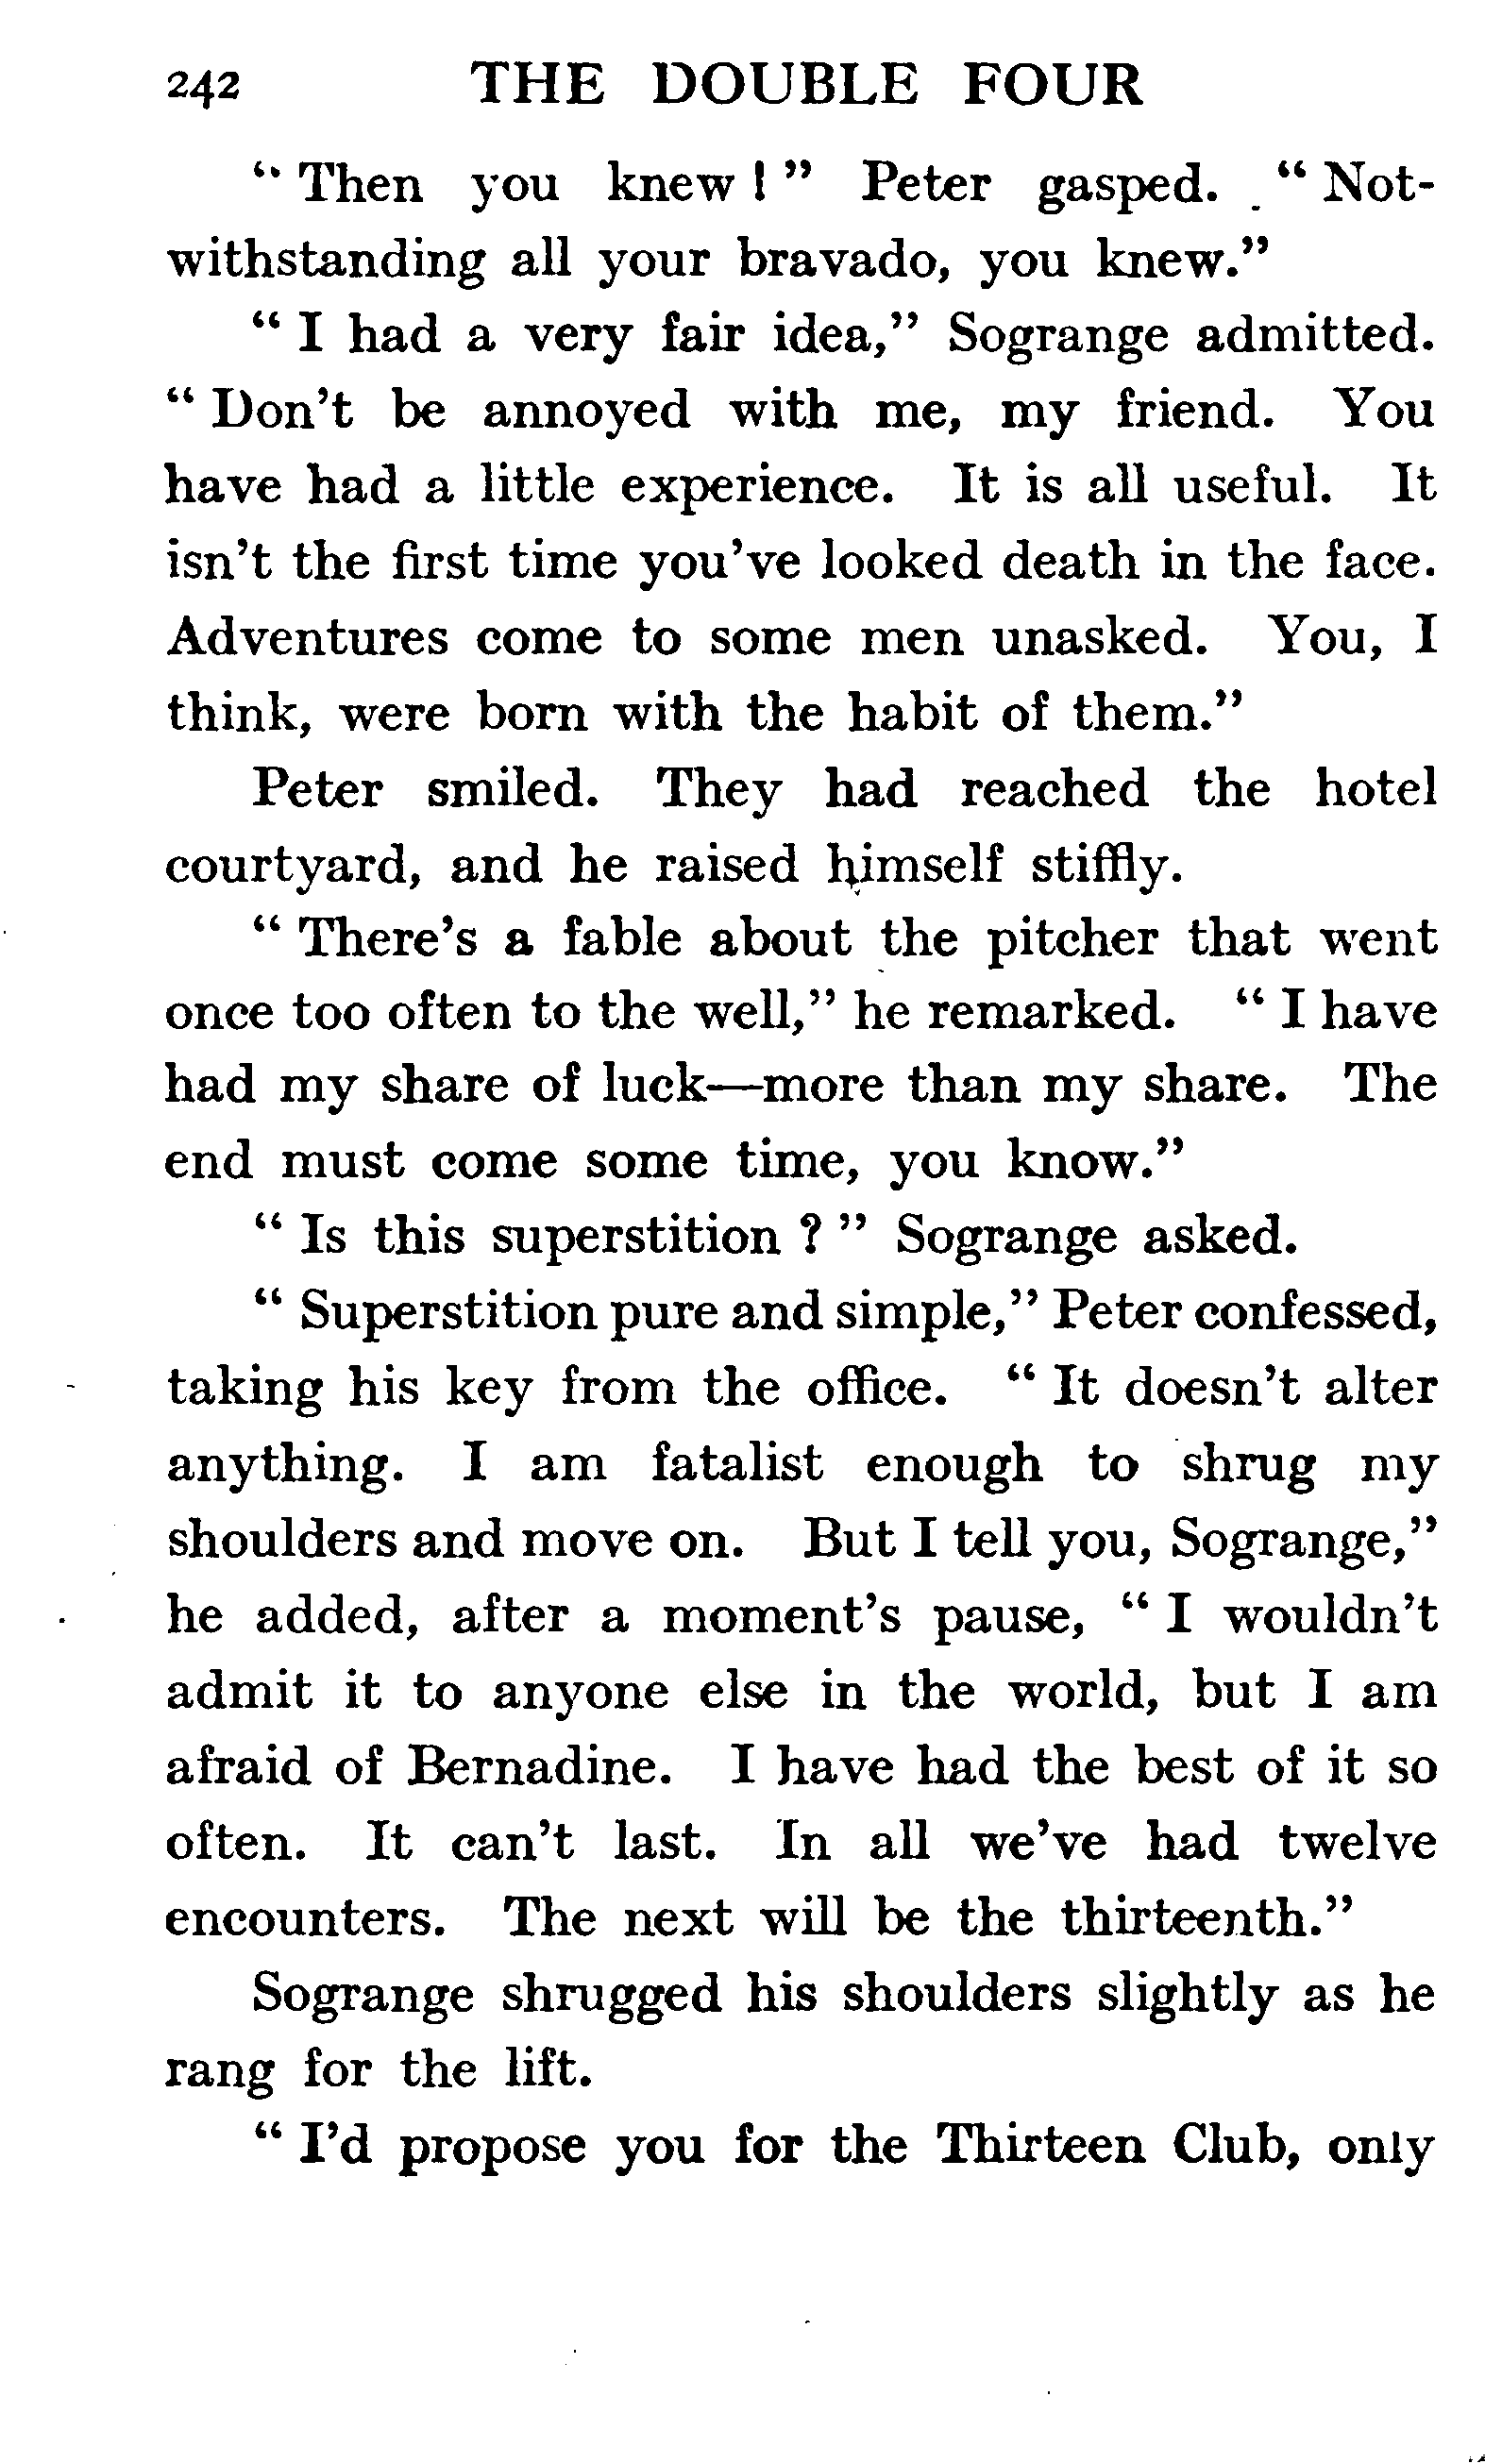 242 THE DOUBLE FOUR
“ Then you knew ! ” Peter gasped. “ Not-
withstanding all your bravado, you knew.”
“ I had a very fair idea,” Sogrange admitted.
“ Don't be annoyed with me, my friend. You
have had a little experience. It is all useful. It
isn't the first time you've looked death in the face.
Adventures come to some men unasked. You, I
think, were born with the habit of them.”
Peter smiled. They had reached the hotel
courtyard, and he raised himself stiffly.
“ There's a fable about the pitcher that went
once too often to the well,” he remarked. “ I have
had my share of luck—more than my share. The
end must come some time, you know.”
“ Is this superstition ? ” Sogrange asked.
“ Superstition pure and simple,” Peter confessed,
taking his key from the office. “ It doesn't alter
anything. I am fatalist enough to shrug my
shoulders and move on. But I tell you, Sogrange,”
he added, after a moment's pause, “ I wouldn't
admit it to anyone else in the world, but I am
afraid of Bernadine. I have had the best of it so
often. It can't last. In all we've had twelve
encounters. The next will be the thirteenth.”
Sogrange shrugged his shoulders slightly as he
rang for the lift.
“ I'd propose you for the Thirteen Club, only